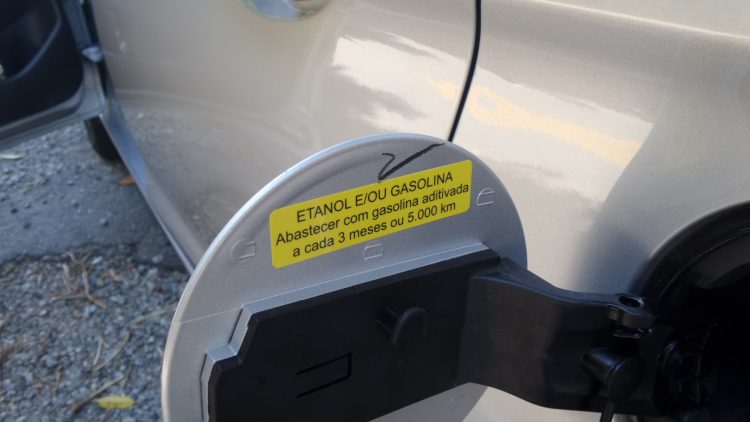 ETANOL E/OU GASOLINA
Abastecer com gasolina aditivada
a cada 3 meses ou 5.000 km